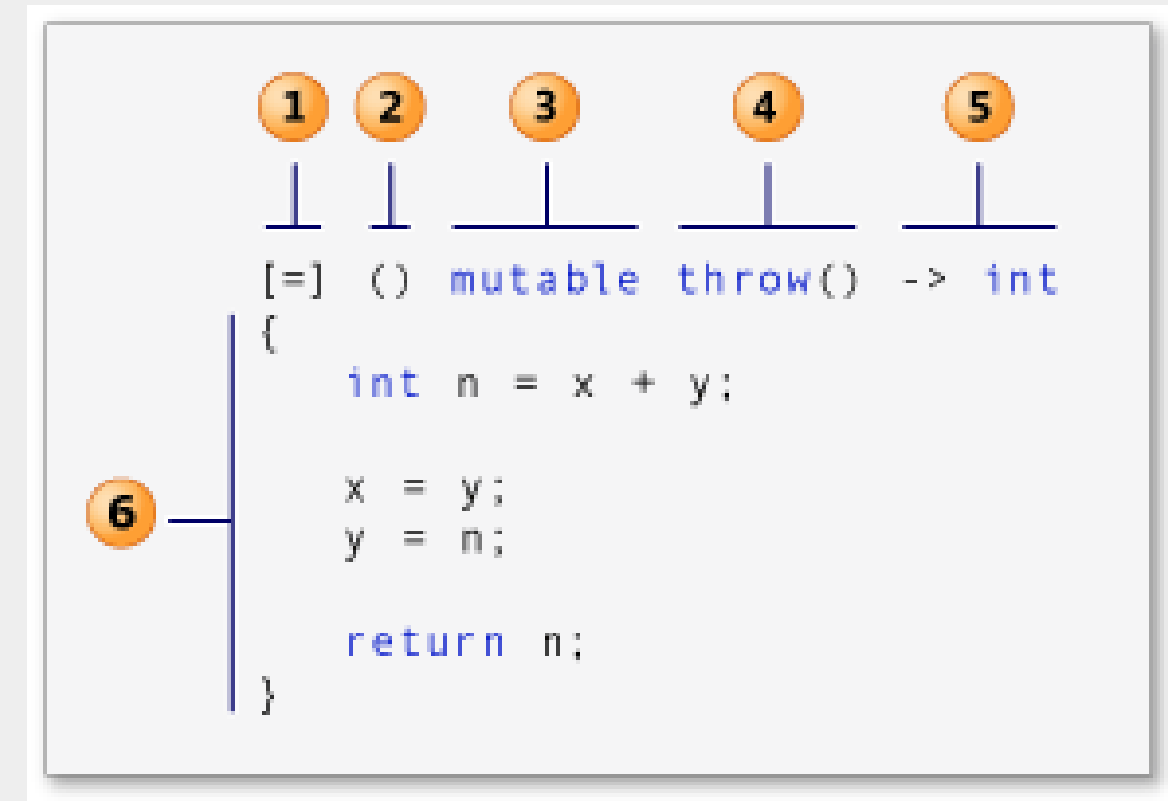 1 2 3 4 5
[=] () mutable throw() -> int
{
int n = x + y;
x = y;
y = n;
6
return n;
}